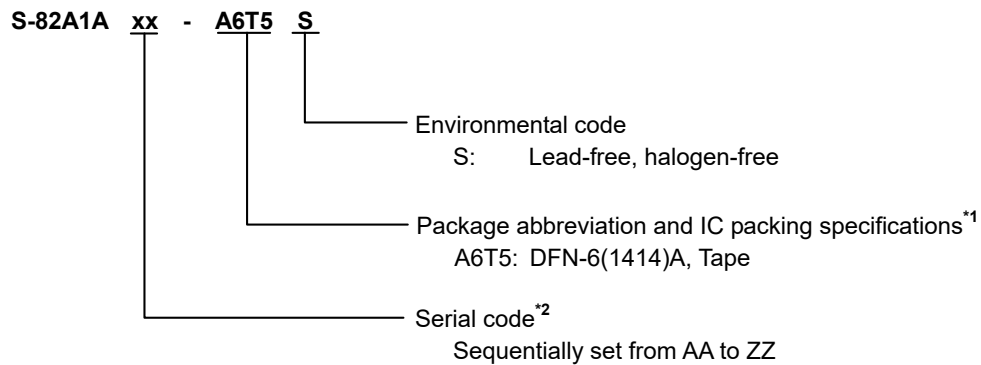 S-82A1A xx - A6T5 S
Environmental code
S: Lead-free, halogen-free
Package abbreviation and IC packing specifications*1
A6T5: DFN-6(1414)A, Tape
Serial code*2
Sequentially set from AA to ZZ